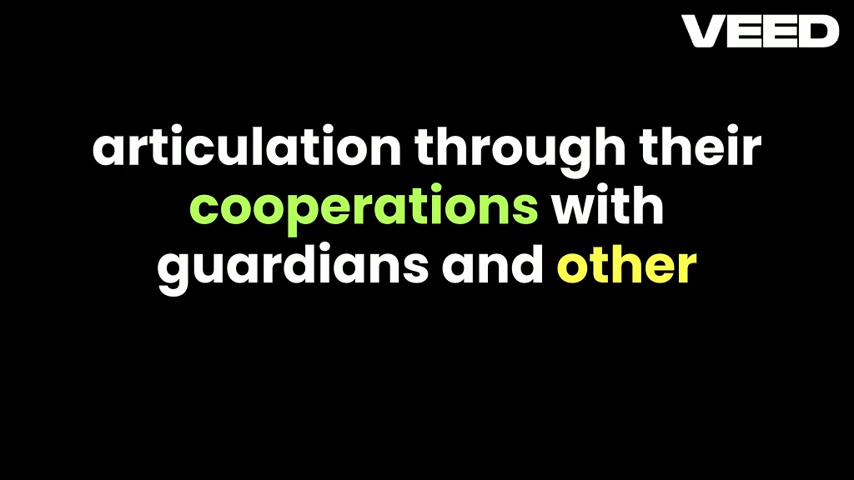 VEED
articulation through their
cooperations with
guardians and other